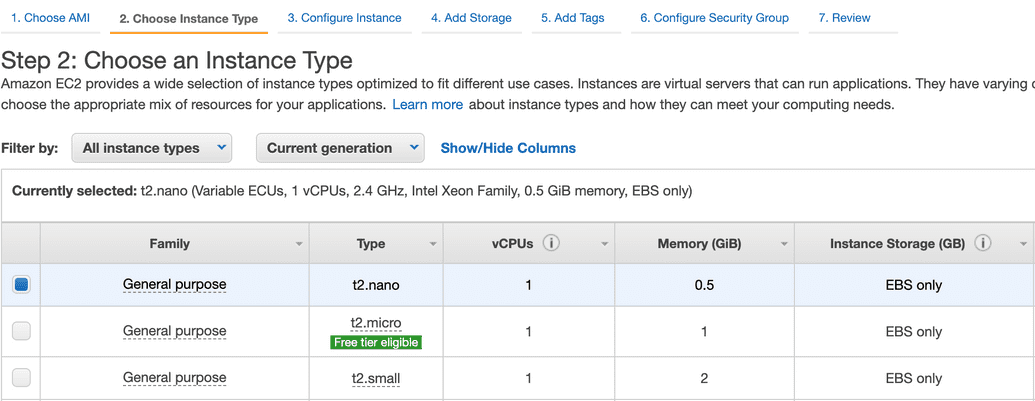 1. Choose AMI 2. Choose Instance Type 3. Configure Instance 4. Add Storage 5. Add Tags 6. Configure Security Group 7. Review
Step 2: Choose an Instance Type
Amazon EC2 provides a wide selection of instance types optimized to fit different use cases. Instances are virtual servers that can run applications. They have varying
choose the appropriate mix of resources for your applications. Learn more about instance types and how they can meet your computing needs.
Filter by: All instance types Current generation Show/Hide Columns
Currently selected: t2.nano (Variable ECUs, 1 vCPUs, 2.4 GHz, Intel Xeon Family, 0.5 GiB memory, EBS only)
Family Type vCPUs i Memory (GiB) Instance Storage (GB) i
General purpose t2.nano 1 0.5 EBS only
General purpose t2.micro 1 1 EBS only
Free tier eligible
General purpose t2.small 1 2 EBS only